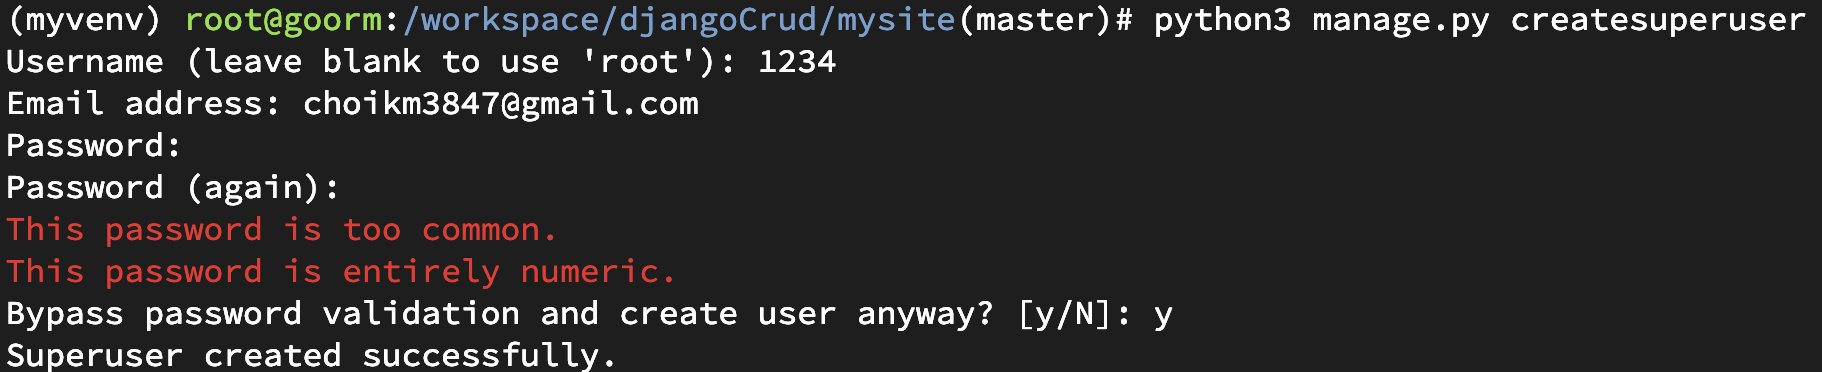 (myvenv) root@goorm:/workspace/djangoCrud/mysite(master)# python3 manage.py createsuperuser
Username (leave blank to use 'root'): 1234
Email address: choikm3847@gmail.com
Password:
Password (again):
This password is too common.
This password is entirely numeric.
Bypass password validation and create user anyway? [y/N]: y
Superuser created successfully.